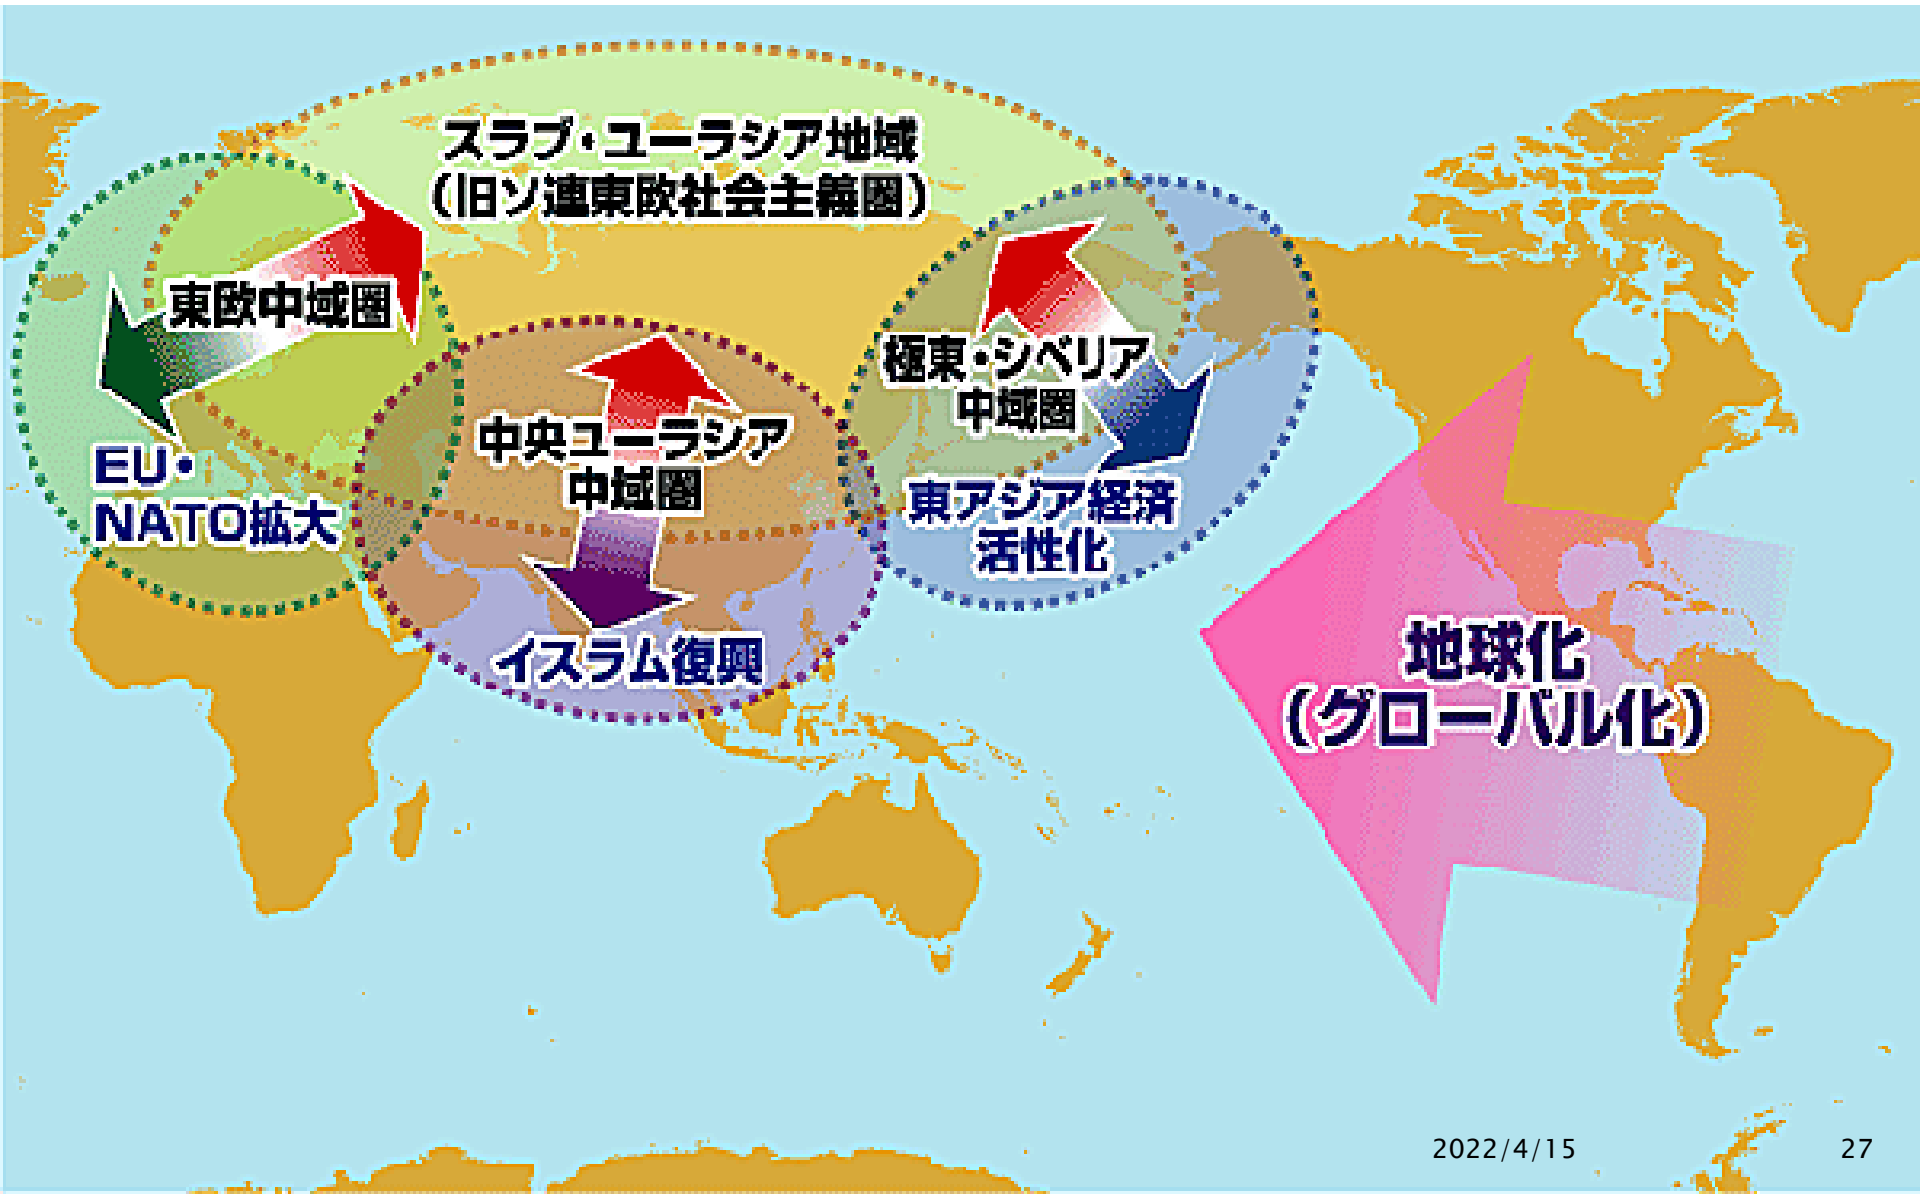 スラブ・ユーラシア地域
（旧ソ連東欧社会主義圏）
東欧中域圏
EU・
NATO拡大
中央ユーラシア
中域圏
イスラム復興
極東・シベリア
中域圏
東アジア経済
活性化
地球化
（グローバル化）
2022/4/15
27